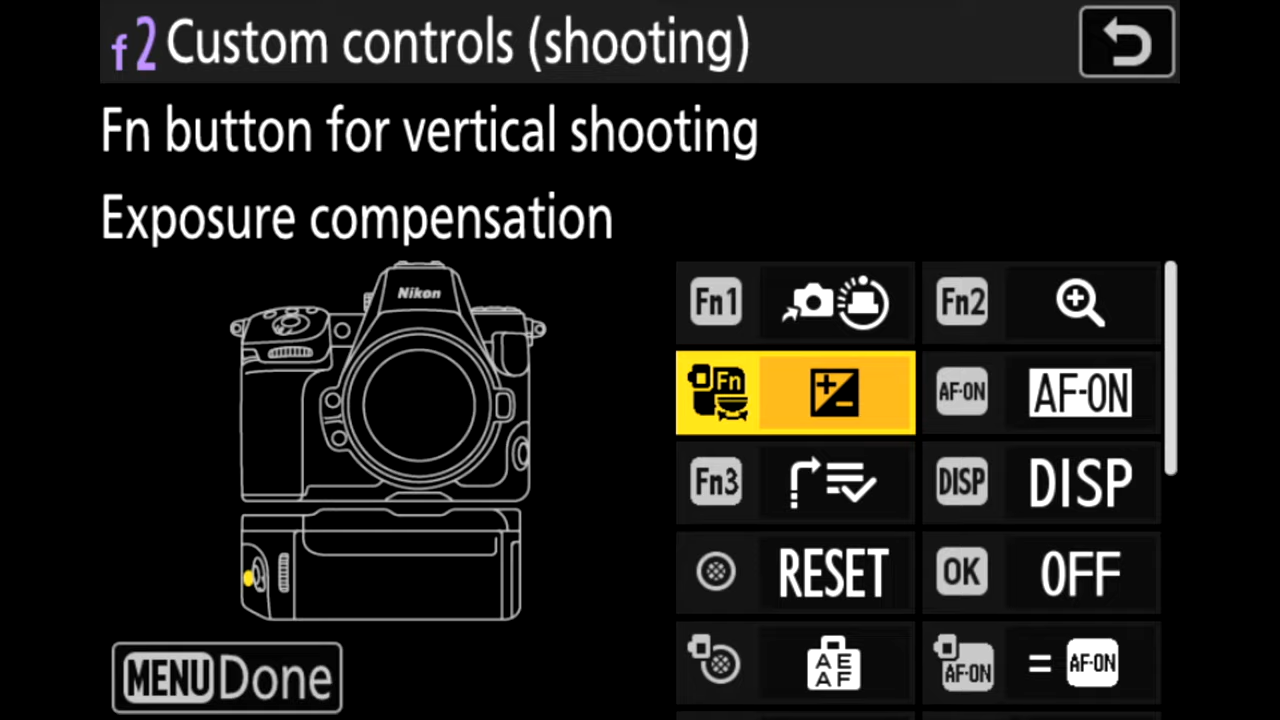 f2 Custom controls (shooting)
Fn button for vertical shooting
Exposure compensation
Nikon
Fn1 Fn2
Fn AF-ON AF-ON
Fn3 DISP DISP
RESET OK OFF
AE AF AF-ON = AF-ON
MENU Done